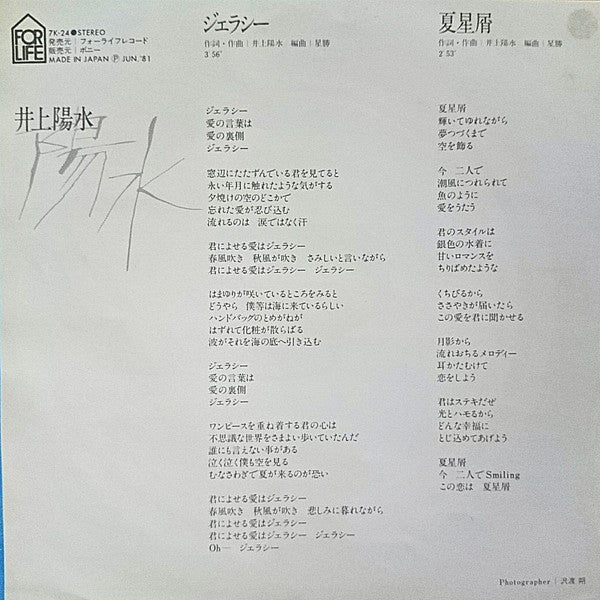 FOR
LIFE
7K-24●STEREO
発売元｜フォーライフレコード
販売元｜ポニー
MADE IN JAPAN Ⓟ JUN.'81
井上陽水
陽水
ジェラシー
作詞・作曲｜井上陽水　編曲｜星勝
3′56″
ジェラシー
愛の言葉は
愛の裏側
ジェラシー
窓辺にたたずんでいる君を見てると
永い年月に触れたような気がする
夕焼けの空のどこかで
忘れた愛が忍び込む
流れるのは　涙ではなく汗
君によせる愛はジェラシー
春風吹き　秋風が吹き　さみしいと言いながら
君によせる愛はジェラシー　ジェラシー
はまゆりが咲いているところをみると
どうやら　僕等は海に来ているらしい
ハンドバッグのとめがねが
はずれて化粧が散らばる
波がそれを海の底へ引き込む
ジェラシー
愛の言葉は
愛の裏側
ジェラシー
ワンピースを重ね着する君の心は
不思議な世界をさまよい歩いていたんだ
誰にも言えない事がある
泣く泣く僕も空を見る
むなさわぎで夏が来るのが恐い
君によせる愛はジェラシー
春風吹き　秋風が吹き　悲しみに暮れながら
君によせる愛はジェラシー
君によせる愛はジェラシー　ジェラシー
Oh―　ジェラシー
夏星屑
作詞・作曲｜井上陽水　編曲｜星勝
2′53″
夏星屑
輝いてゆれながら
夢つづくまで
空を飾る
今　二人で
潮風につれられて
魚のように
愛をうたう
君のスタイルは
銀色の水着に
甘いロマンスを
ちりばめたような
くちびるから
ささやきが届いたら
この愛を君に聞かせる
月影から
流れおちるメロディー
耳かたむけて
恋をしよう
君はステキだぜ
光とハモるから
どんな幸福に
とじ込めてあげよう
夏星屑
今　二人でSmiling
この恋は　夏星屑
Photographer｜沢渡　朔